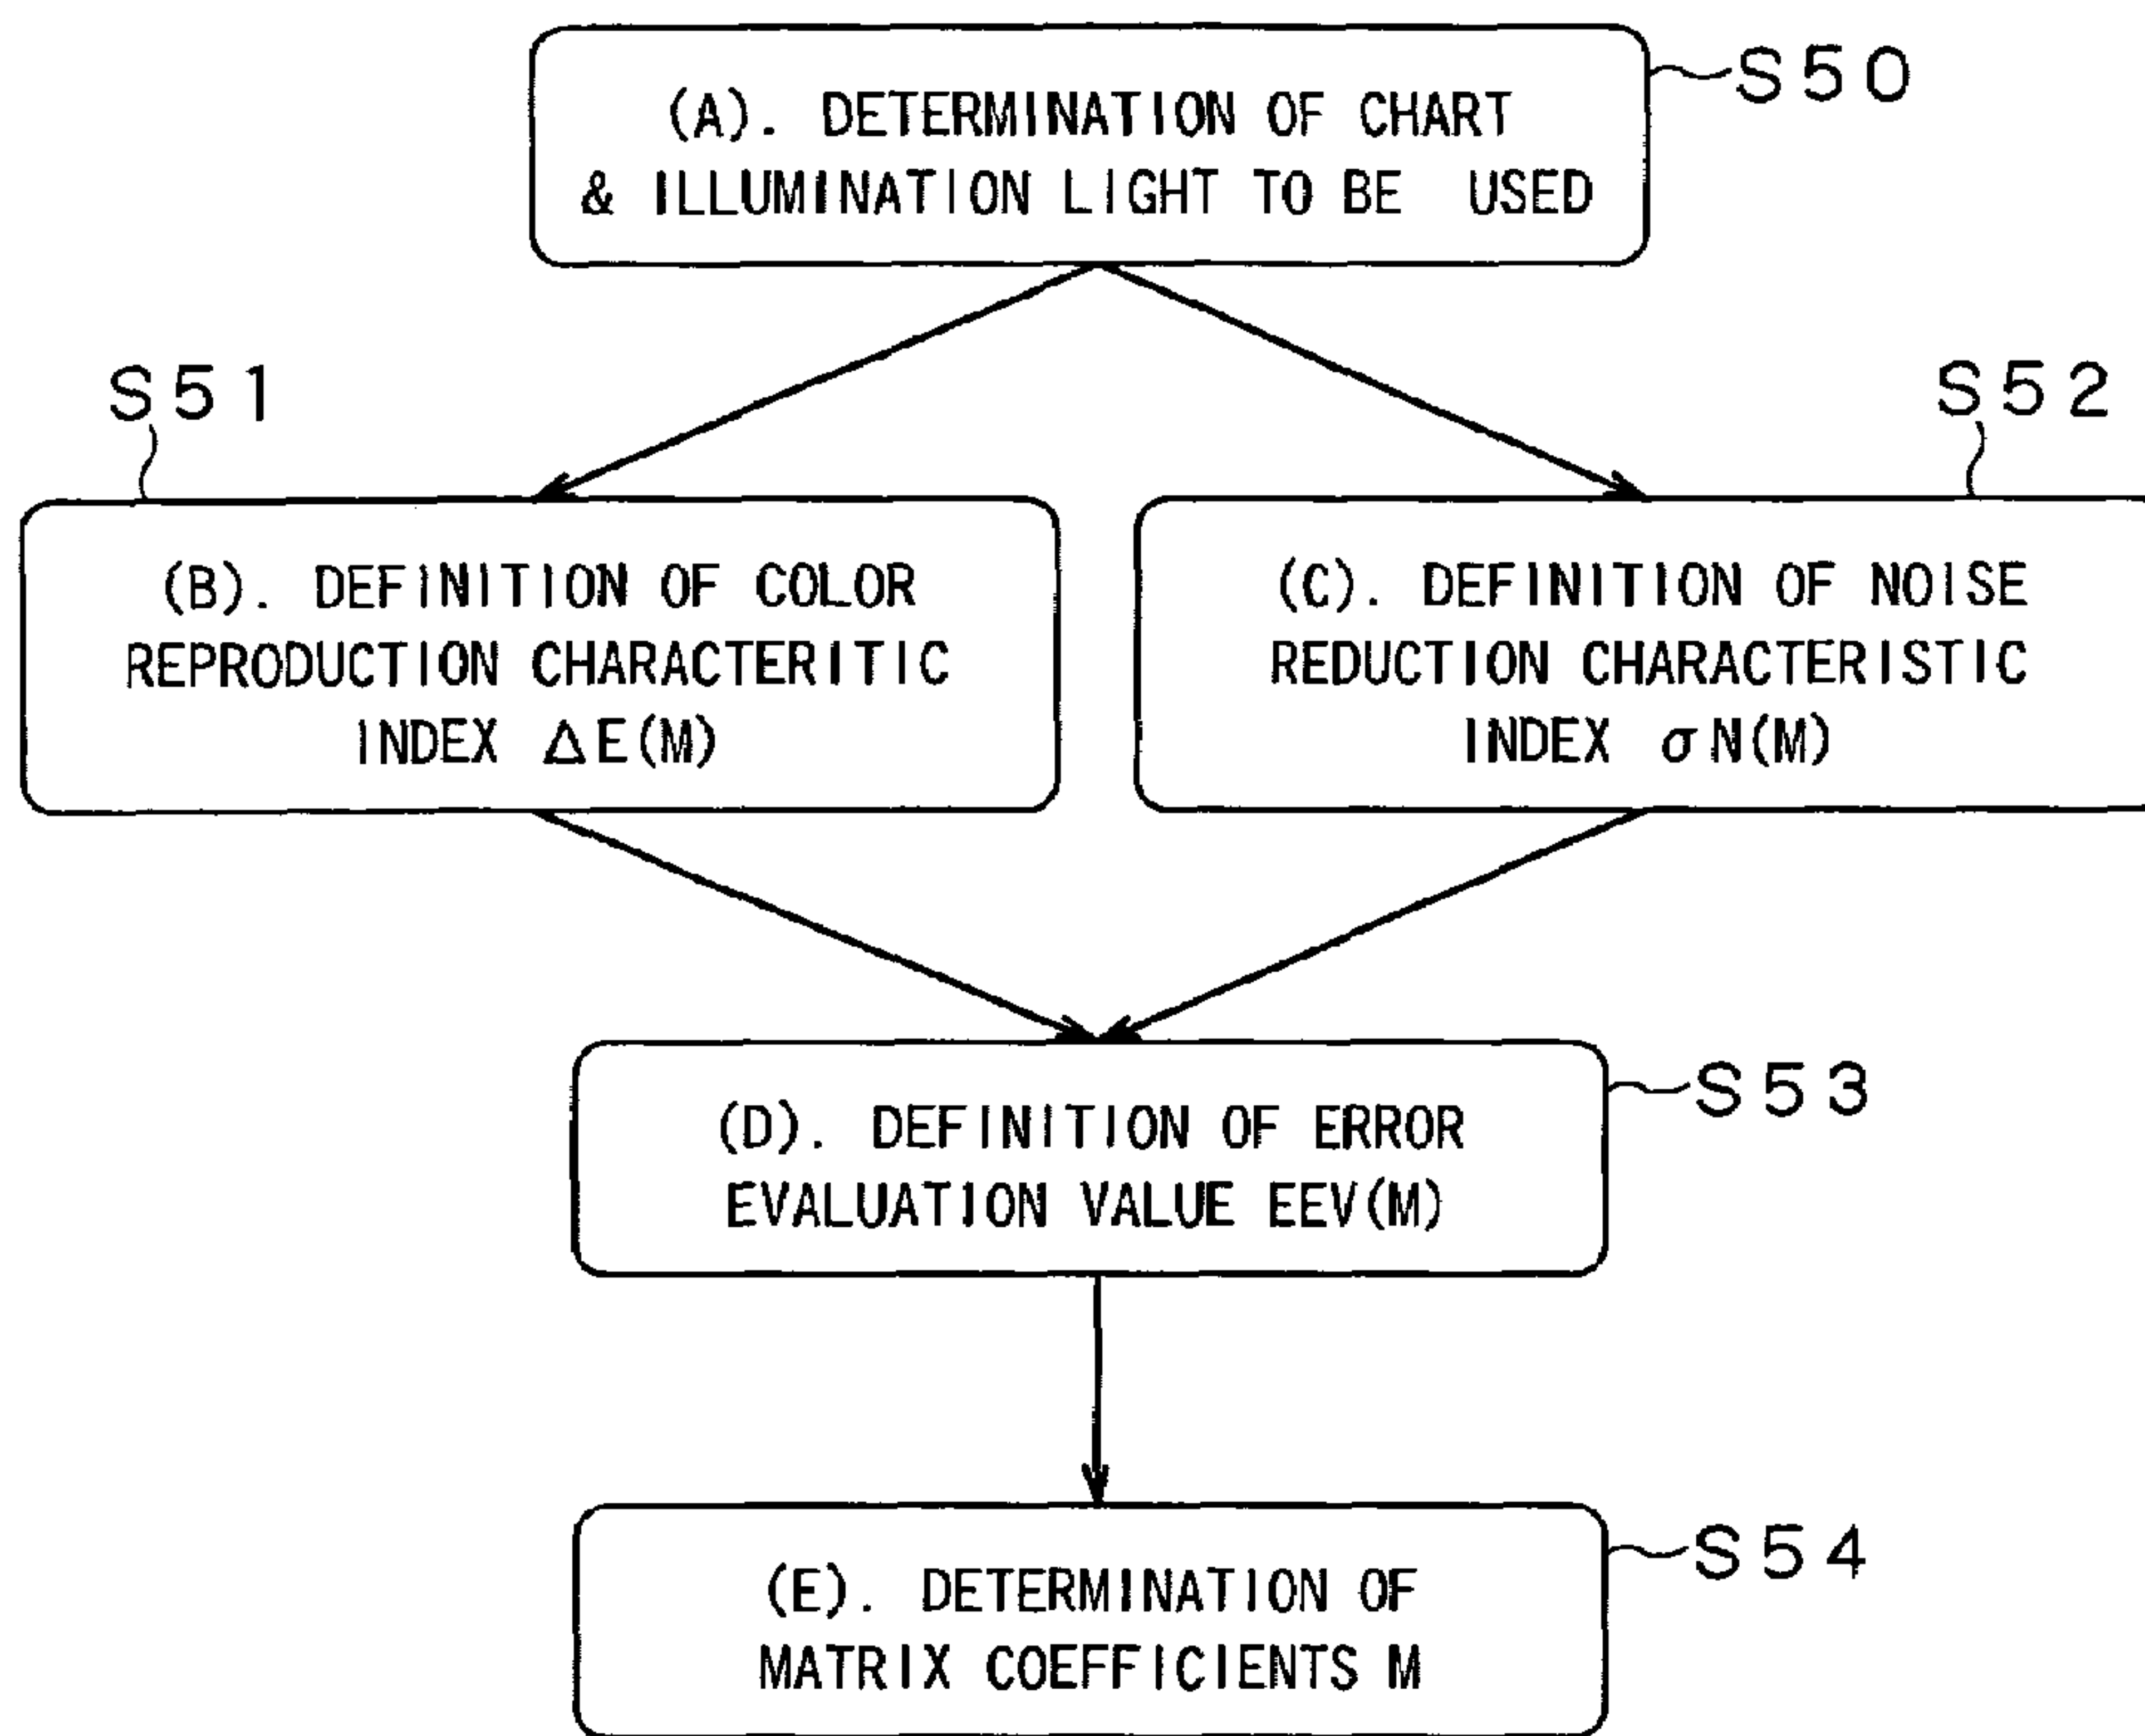 S50
(A). DETERMINATION OF CHART
& ILLUMINATION LIGHT TO BE USED
S51
S52
(B). DEFINITION OF COLOR
REPRODUCTION CHARACTERITIC
INDEX ΔE(M)
(C). DEFINITION OF NOISE
REDUCTION CHARACTERISTIC
INDEX σN(M)
S53
(D). DEFINITION OF ERROR
EVALUATION VALUE EEV(M)
S54
(E). DETERMINATION OF
MATRIX COEFFICIENTS M